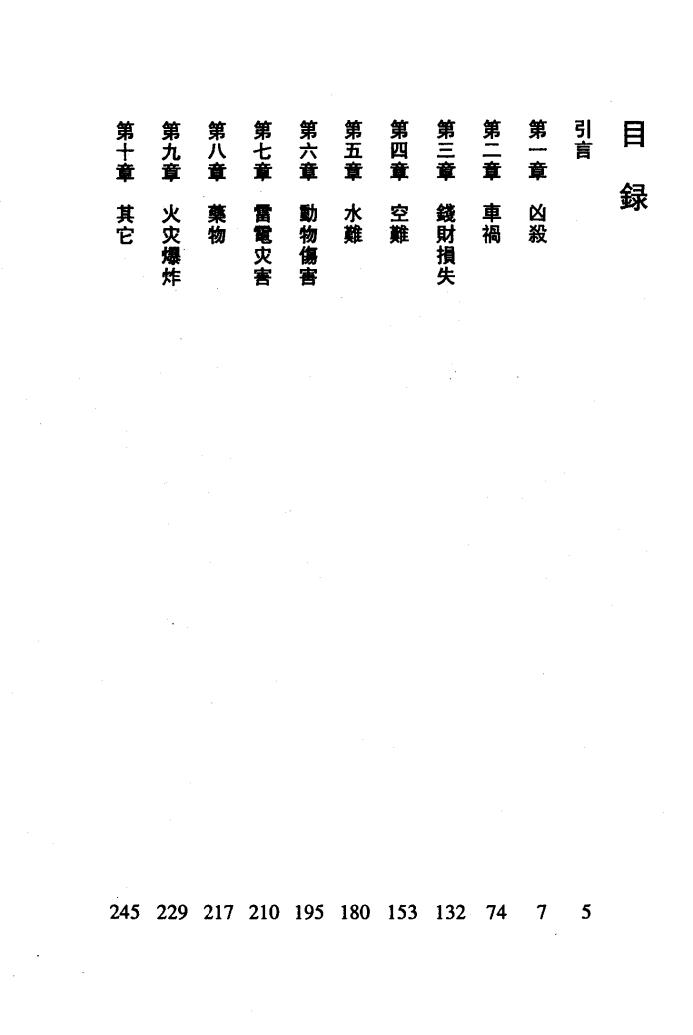 目録
引言 5
第一章 凶殺 7
第二章 車禍 74
第三章 錢財損失 132
第四章 空難 153
第五章 水難 180
第六章 動物傷害 195
第七章 雷電灾害 210
第八章 藥物 217
第九章 火灾爆炸 229
第十章 其它 245